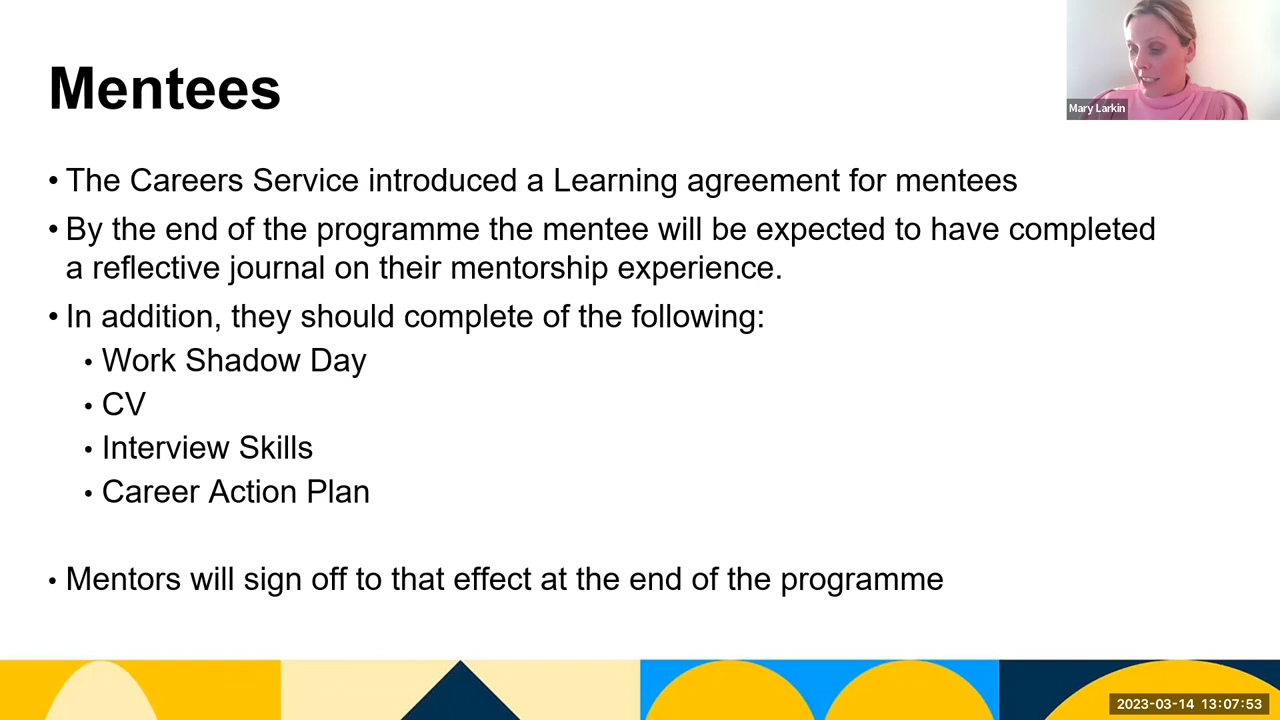 Mentees
Mary Larkin
• The Careers Service introduced a Learning agreement for mentees
• By the end of the programme the mentee will be expected to have completed
a reflective journal on their mentorship experience.
• In addition, they should complete of the following:
• Work Shadow Day
• CV
• Interview Skills
• Career Action Plan
• Mentors will sign off to that effect at the end of the programme
2023-03-14 13:07:53